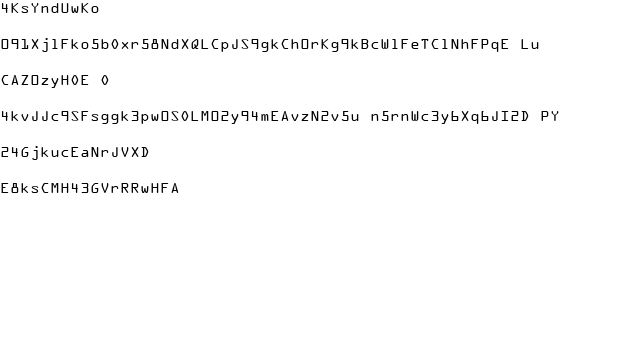 4KsYndUwKo
091XjlFko5b0xr58NdXQLCpJS9gkChOrKg9kBcWlFeTClNhFPqE Lu
CAZOzyH0E 0
4kvJJc9SFsggk3pwOS0LMO2y94mEAvzN2v5u n5rnWc3y6Xq6JI2D PY
24GjkucEaNrJVXD
E8ksCMH43GVrRRwHFA